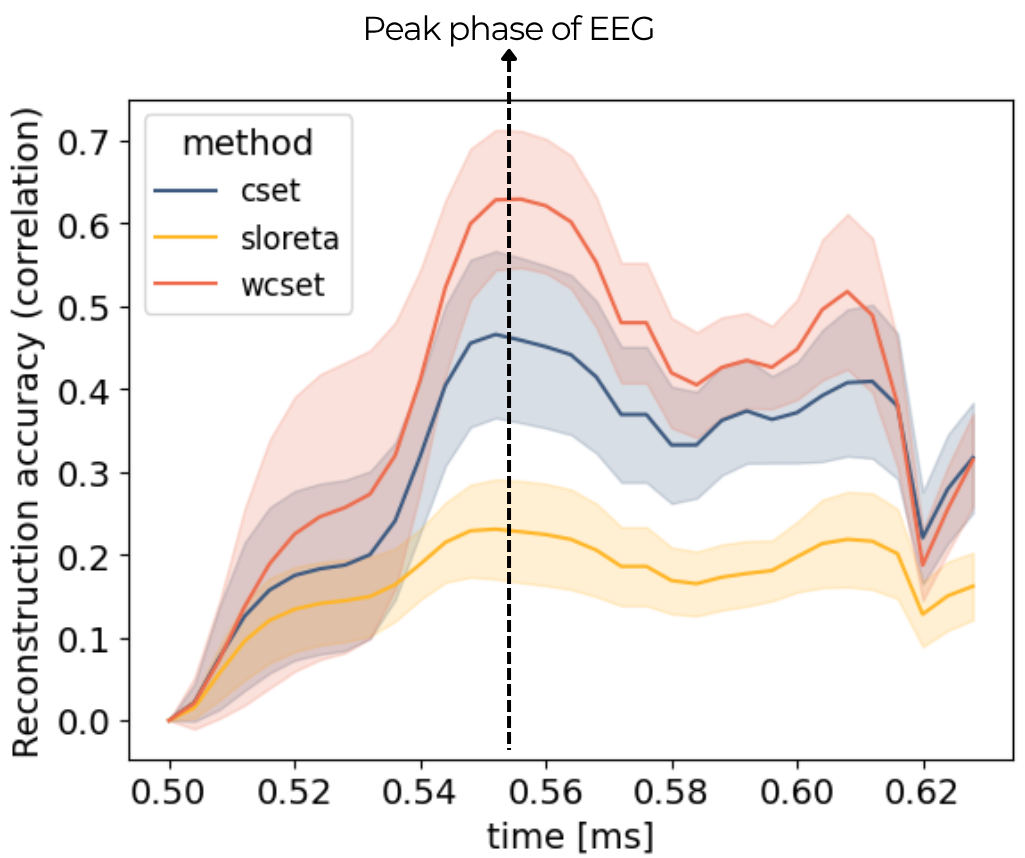 Peak phase of EEG
Reconstruction accuracy (correlation)
0.7
0.6
0.5
0.4
0.3
0.2
0.1
0.0
method
cset
sloreta
wcset
0.50 0.52 0.54 0.56 0.58 0.60 0.62
time [ms]